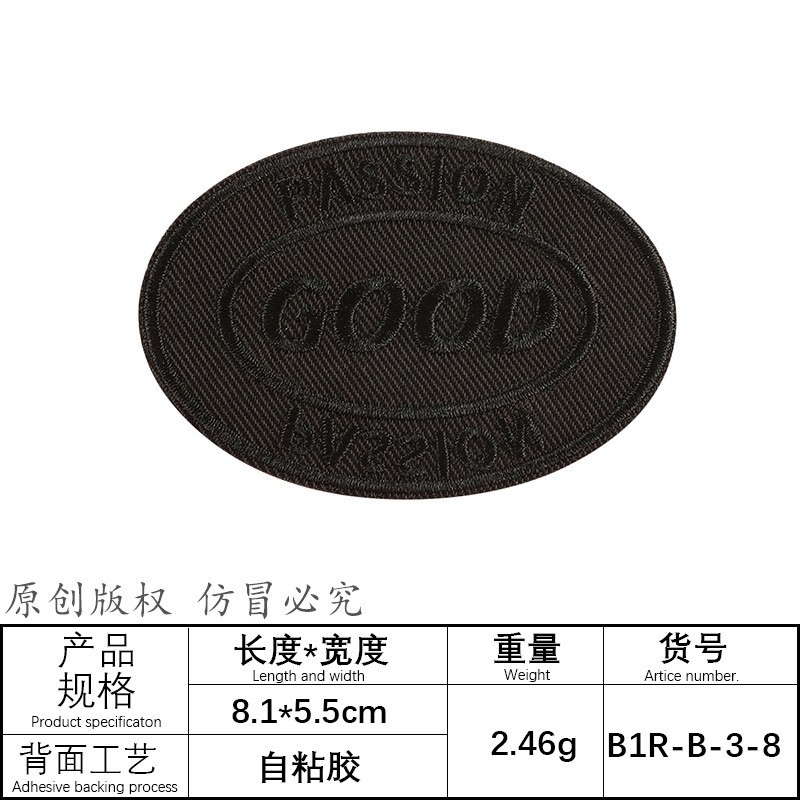 PASSION
GOOD
PASSION
原创版权 仿冒必究
产品规格
Product specificaton
长度*宽度
Length and width
重量
Weight
货号
Artice number.
8.1*5.5cm
2.46g
B1R-B-3-8
背面工艺
Adhesive backing process
自粘胶